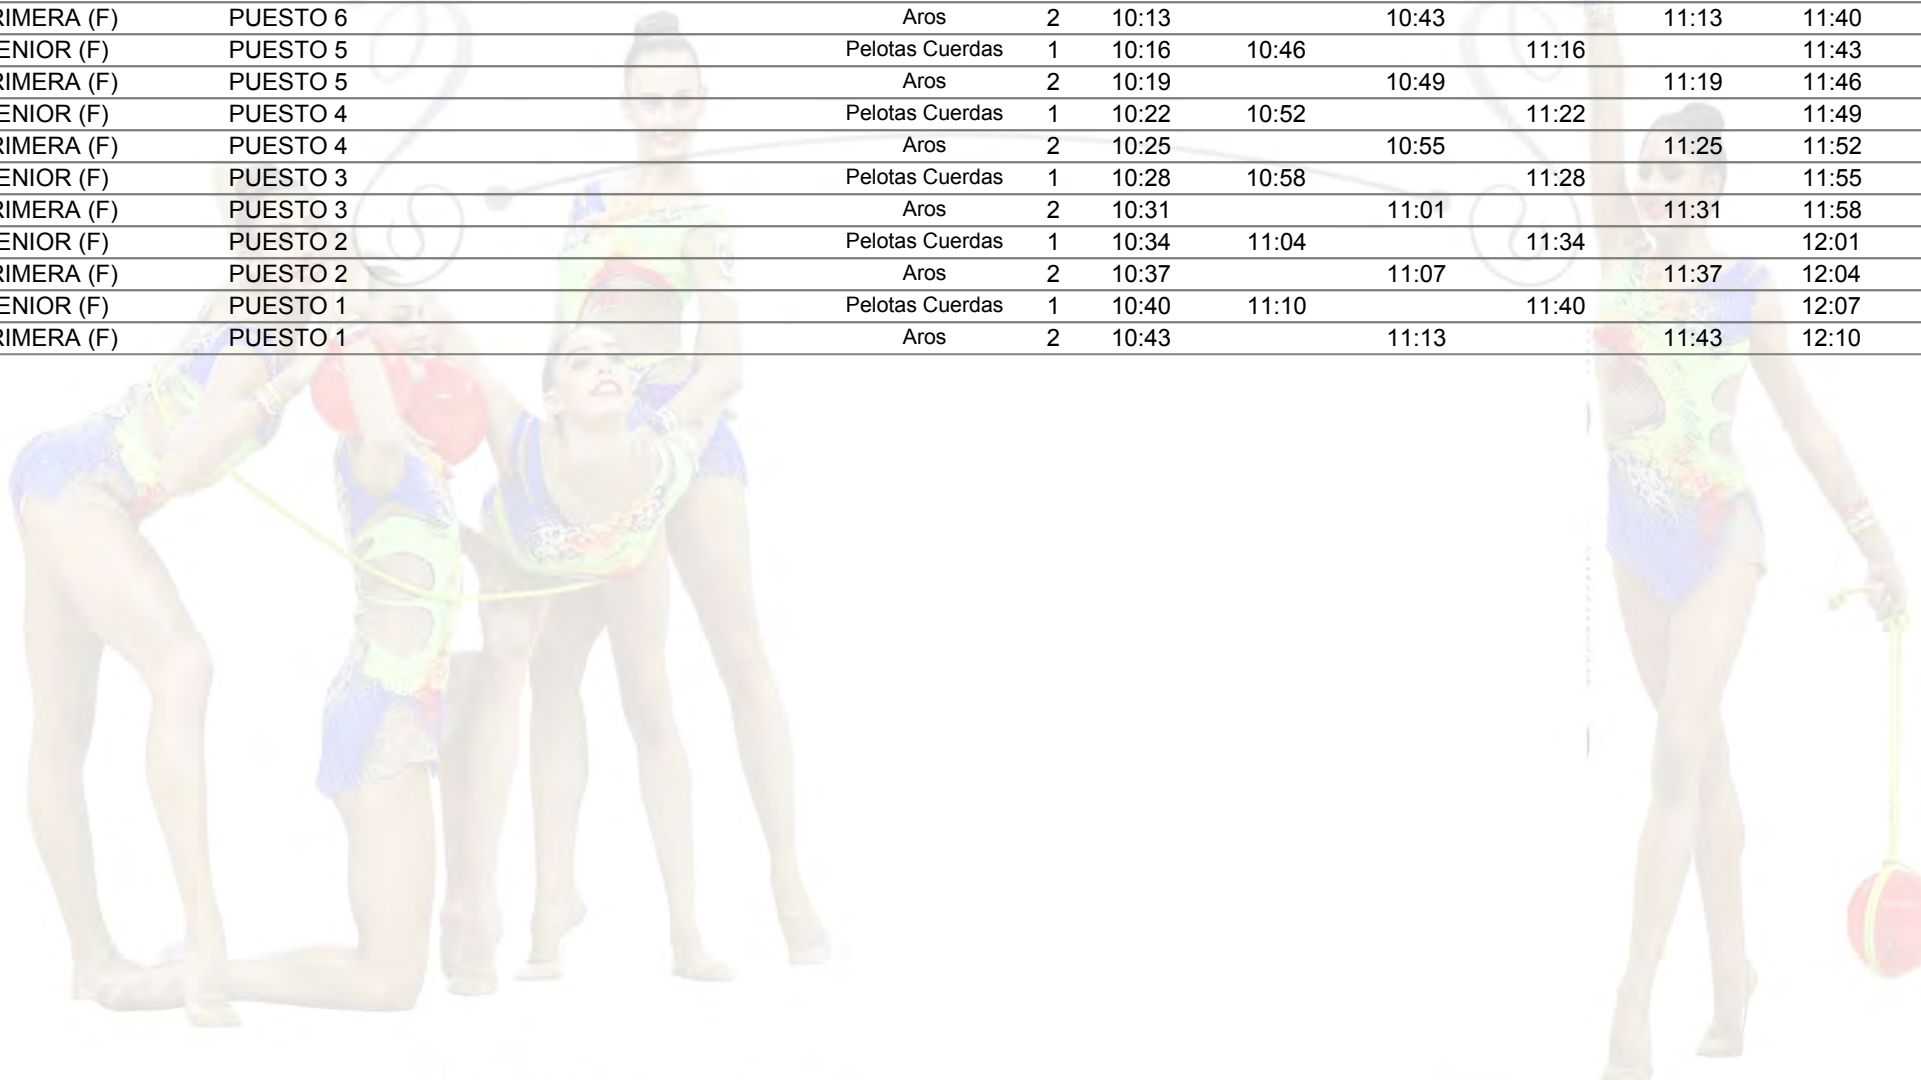 RIMERA (F) PUESTO 6 Aros 2 10:13 10:43 11:13 11:40
ENIOR (F) PUESTO 5 Pelotas Cuerdas 1 10:16 10:46 11:16 11:43
RIMERA (F) PUESTO 5 Aros 2 10:19 10:49 11:19 11:46
ENIOR (F) PUESTO 4 Pelotas Cuerdas 1 10:22 10:52 11:22 11:49
RIMERA (F) PUESTO 4 Aros 2 10:25 10:55 11:25 11:52
ENIOR (F) PUESTO 3 Pelotas Cuerdas 1 10:28 10:58 11:28 11:55
RIMERA (F) PUESTO 3 Aros 2 10:31 11:01 11:31 11:58
ENIOR (F) PUESTO 2 Pelotas Cuerdas 1 10:34 11:04 11:34 12:01
RIMERA (F) PUESTO 2 Aros 2 10:37 11:07 11:37 12:04
ENIOR (F) PUESTO 1 Pelotas Cuerdas 1 10:40 11:10 11:40 12:07
RIMERA (F) PUESTO 1 Aros 2 10:43 11:13 11:43 12:10